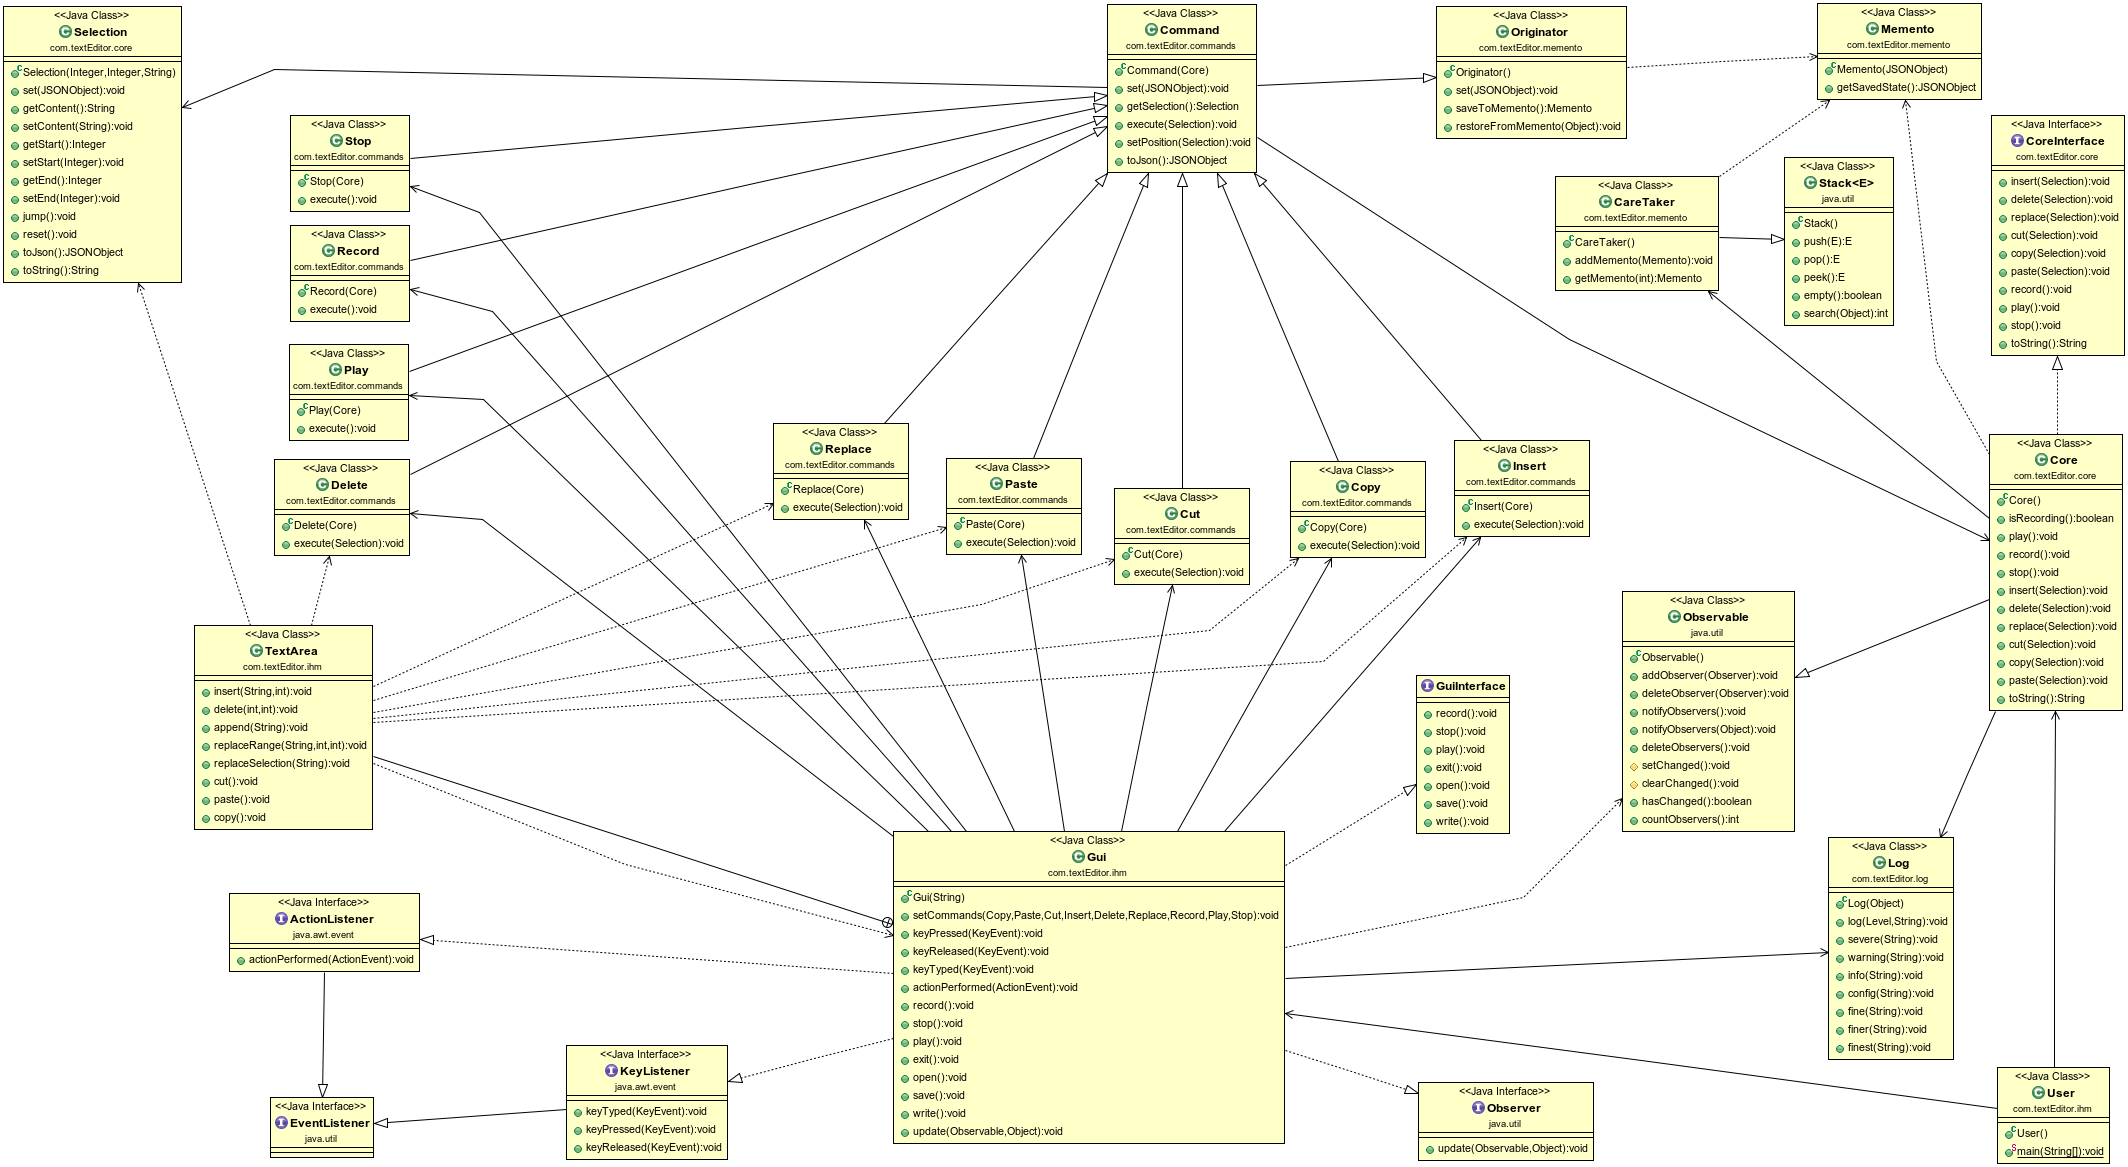 <<Java Class>>
Selection
com.textEditor.core
Selection(Integer,Integer,String)
set(JSONObject):void
getContent():String
setContent(String):void
getStart():Integer
setStart(Integer):void
getEnd():Integer
setEnd(Integer):void
jump():void
reset():void
toJson():JSONObject
toString():String
<<Java Class>>
Command
com.textEditor.commands
Command(Core)
set(JSONObject):void
getSelection():Selection
execute(Selection):void
setPosition(Selection):void
toJson():JSONObject
<<Java Class>>
Originator
com.textEditor.memento
Originator()
set(JSONObject):void
saveToMemento():Memento
restoreFromMemento(Object):void
<<Java Class>>
Memento
com.textEditor.memento
Memento(JSONObject)
getSavedState():JSONObject
<<Java Interface>>
CoreInterface
com.textEditor.core
insert(Selection):void
delete(Selection):void
replace(Selection):void
cut(Selection):void
copy(Selection):void
paste(Selection):void
record():void
play():void
stop():void
toString():String
<<Java Class>>
Stop
com.textEditor.commands
Stop(Core)
execute():void
<<Java Class>>
CareTaker
com.textEditor.memento
CareTaker()
addMemento(Memento):void
getMemento(int):Memento
<<Java Class>>
Stack<E>
java.util
Stack()
push(E):E
pop():E
peek():E
empty():boolean
search(Object):int
<<Java Class>>
Record
com.textEditor.commands
Record(Core)
execute():void
<<Java Class>>
Play
com.textEditor.commands
Play(Core)
execute():void
<<Java Class>>
Delete
com.textEditor.commands
Delete(Core)
execute(Selection):void
<<Java Class>>
Replace
com.textEditor.commands
Replace(Core)
execute(Selection):void
<<Java Class>>
Paste
com.textEditor.commands
Paste(Core)
execute(Selection):void
<<Java Class>>
Cut
com.textEditor.commands
Cut(Core)
execute(Selection):void
<<Java Class>>
Copy
com.textEditor.commands
Copy(Core)
execute(Selection):void
<<Java Class>>
Insert
com.textEditor.commands
Insert(Core)
execute(Selection):void
<<Java Class>>
Core
com.textEditor.core
Core()
isRecording():boolean
play():void
record():void
stop():void
insert(Selection):void
delete(Selection):void
replace(Selection):void
cut(Selection):void
copy(Selection):void
paste(Selection):void
toString():String
<<Java Class>>
TextArea
com.textEditor.ihm
insert(String,int):void
delete(int,int):void
append(String):void
replaceRange(String,int,int):void
replaceSelection(String):void
cut():void
paste():void
copy():void
<<Java Class>>
Observable
java.util
Observable()
addObserver(Observer):void
deleteObserver(Observer):void
notifyObservers():void
notifyObservers(Object):void
deleteObservers():void
setChanged():void
clearChanged():void
hasChanged():boolean
countObservers():int
GuiInterface
record():void
stop():void
play():void
exit():void
open():void
save():void
write():void
<<Java Class>>
Gui
com.textEditor.ihm
Gui(String)
setCommands(Copy,Paste,Cut,Insert,Delete,Replace,Record,Play,Stop):void
keyPressed(KeyEvent):void
keyReleased(KeyEvent):void
keyTyped(KeyEvent):void
actionPerformed(ActionEvent):void
record():void
stop():void
play():void
exit():void
open():void
save():void
write():void
update(Observable,Object):void
<<Java Class>>
Log
com.textEditor.log
Log(Object)
log(Level,String):void
severe(String):void
warning(String):void
info(String):void
config(String):void
fine(String):void
finer(String):void
finest(String):void
<<Java Interface>>
ActionListener
java.awt.event
actionPerformed(ActionEvent):void
<<Java Interface>>
EventListener
java.util
<<Java Interface>>
KeyListener
java.awt.event
keyTyped(KeyEvent):void
keyPressed(KeyEvent):void
keyReleased(KeyEvent):void
<<Java Interface>>
Observer
java.util
update(Observable,Object):void
<<Java Class>>
User
com.textEditor.ihm
User()
main(String[]):void